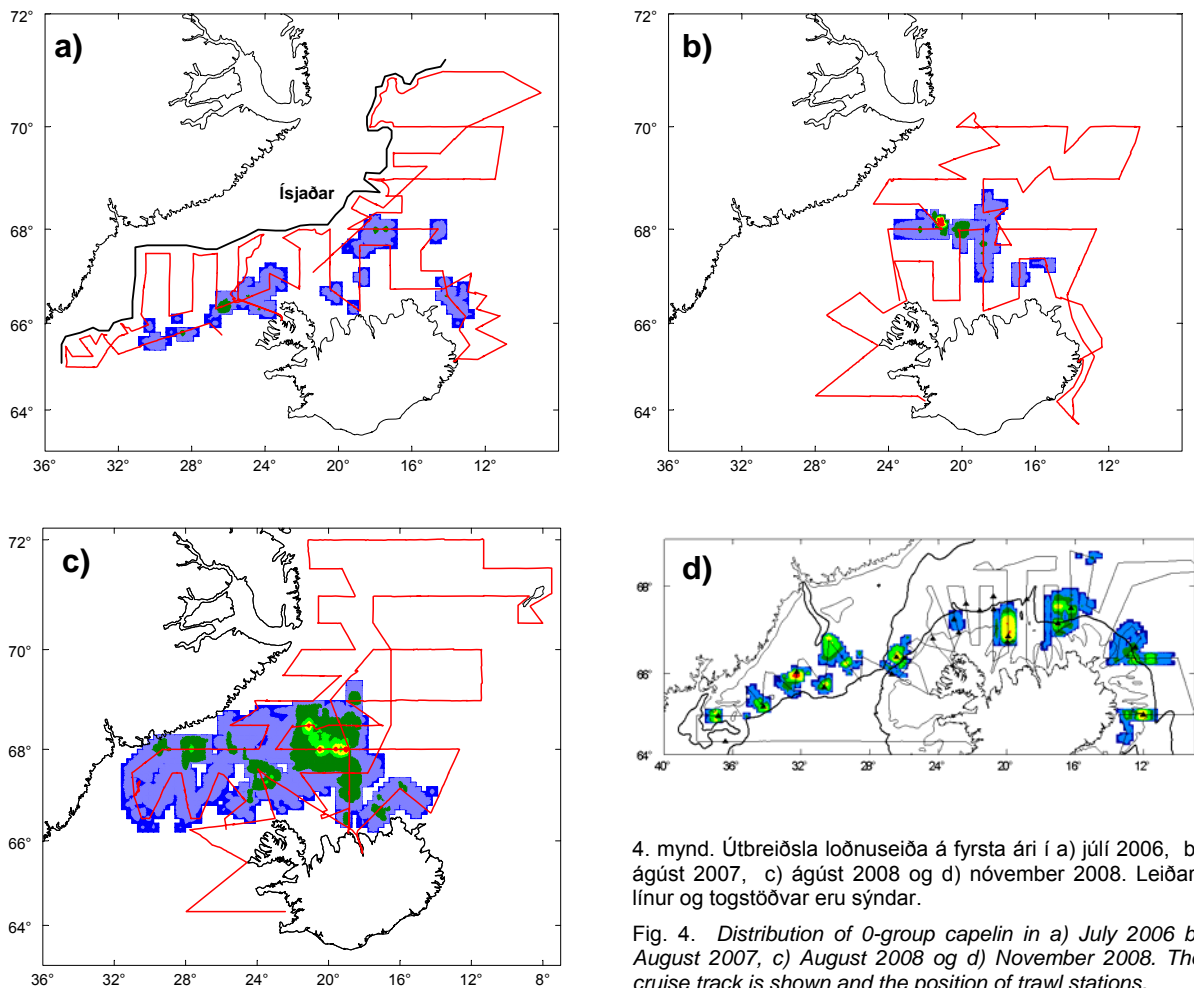 a)
72°
70°
68°
66°
64°
Ísjaðar
36° 32° 28° 24° 20° 16° 12°
b)
72°
70°
68°
66°
64°
36° 32° 28° 24° 20° 16° 12°
c)
72°
70°
68°
66°
64°
36° 32° 28° 24° 20° 16° 12° 8°
d)
68°
66°
64°
40° 36° 32° 28° 24° 20° 16° 12°
4. mynd. Útbreiðsla loðnuseiða á fyrsta ári í a) júlí 2006, b
ágúst 2007, c) ágúst 2008 og d) nóvember 2008. Leiðar
línur og togstöðvar eru sýndar.
Fig. 4. Distribution of 0-group capelin in a) July 2006 b
August 2007, c) August 2008 og d) November 2008. The
cruise track is shown and the position of trawl stations.